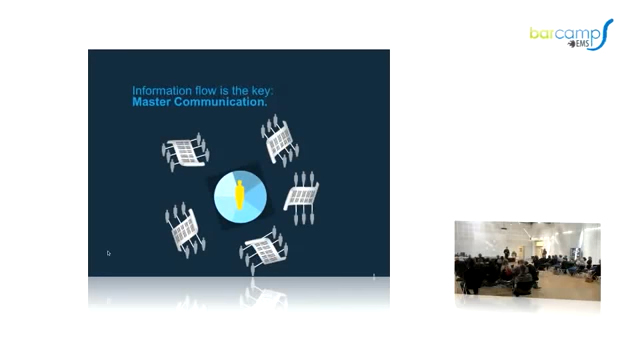 barcamp
EMS
Information flow is the key:
Master Communication.